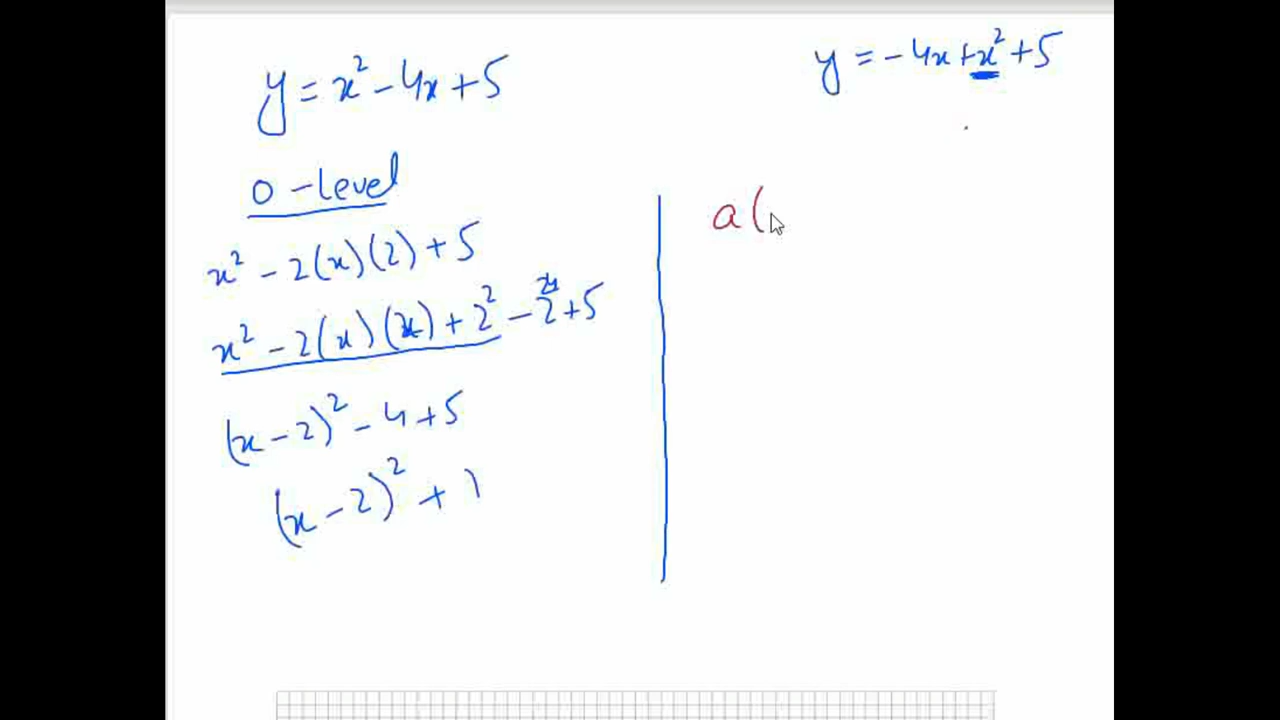 y = x² - 4x + 5
y = - 4x + x² + 5
O - Level
x² - 2(x)(2) + 5
x² - 2(x)(x) + 2² - 2² + 5
(x - 2)² - 4 + 5
(x - 2)² + 1
a (